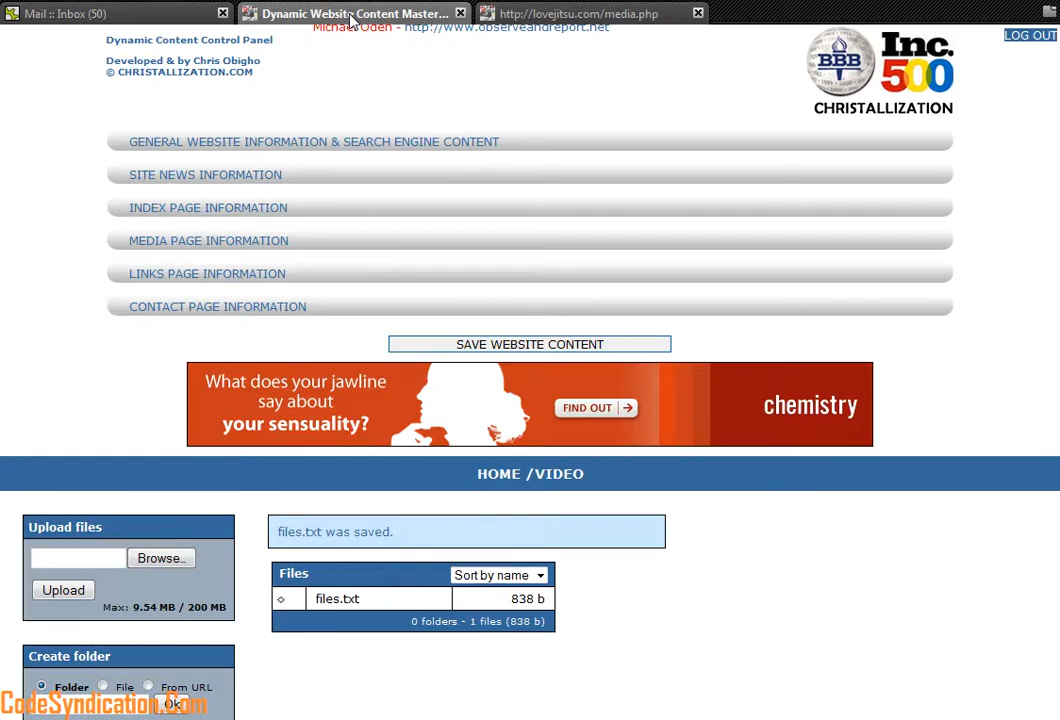 Mail :: Inbox (50)
Dynamic Website Content Master...
http://lovejitsu.com/media.php
Michael Oden - http://www.observeandreport.net
LOG OUT
Dynamic Content Control Panel
Developed & by Chris Obigho
© CHRISTALLIZATION.COM
BBB
Inc.
500
CHRISTALLIZATION
GENERAL WEBSITE INFORMATION & SEARCH ENGINE CONTENT
SITE NEWS INFORMATION
INDEX PAGE INFORMATION
MEDIA PAGE INFORMATION
LINKS PAGE INFORMATION
CONTACT PAGE INFORMATION
SAVE WEBSITE CONTENT
What does your jawline
say about
your sensuality?
FIND OUT
chemistry
HOME /VIDEO
Upload files
Browse..
Upload
Max: 9.54 MB / 200 MB
files.txt was saved.
Files
Sort by name
files.txt
838 b
0 folders - 1 files (838 b)
Create folder
Folder
File
From URL
Ok
CodeSyndication.Com